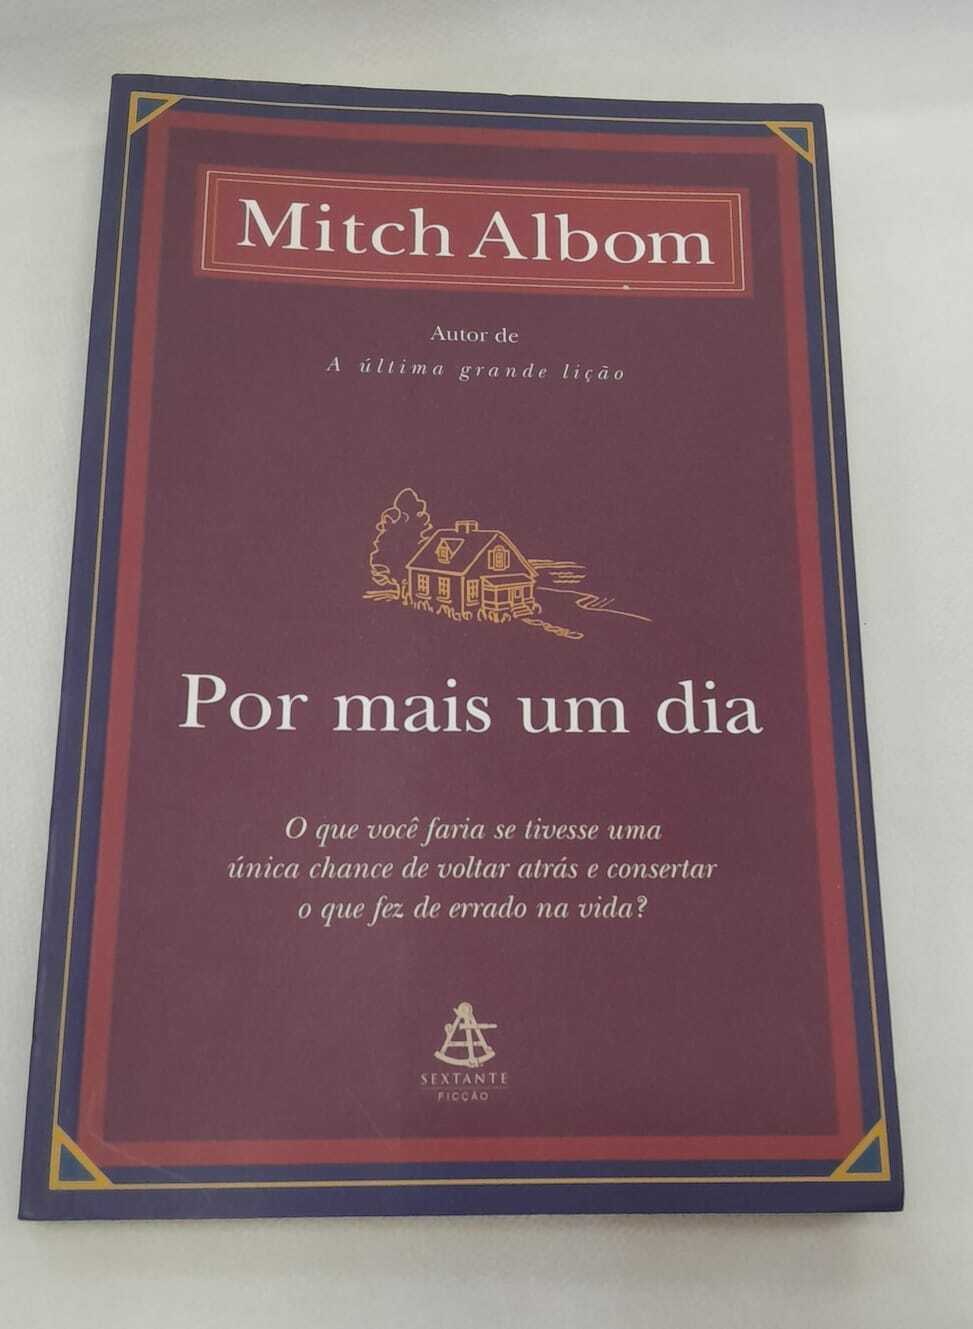 Mitch Albom
Autor de
A última grande lição
Por mais um dia
O que você faria se tivesse uma
única chance de voltar atrás e consertar
o que fez de errado na vida?
SEXTANTE
FICÇÃO